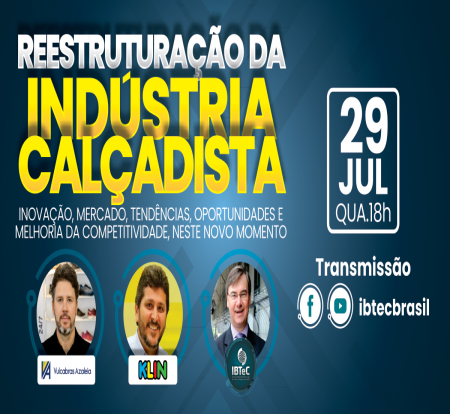 REESTRUTURAÇÃO DA
INDÚSTRIA
CALÇADISTA
INOVAÇÃO, MERCADO, TENDÊNCIAS, OPORTUNIDADES E
MELHORIA DA COMPETITIVIDADE, NESTE NOVO MOMENTO
29
JUL
QUA.18h
Transmissão
ibtecbrasil
Vulcabras Azaleia
KLIN
IBTeC